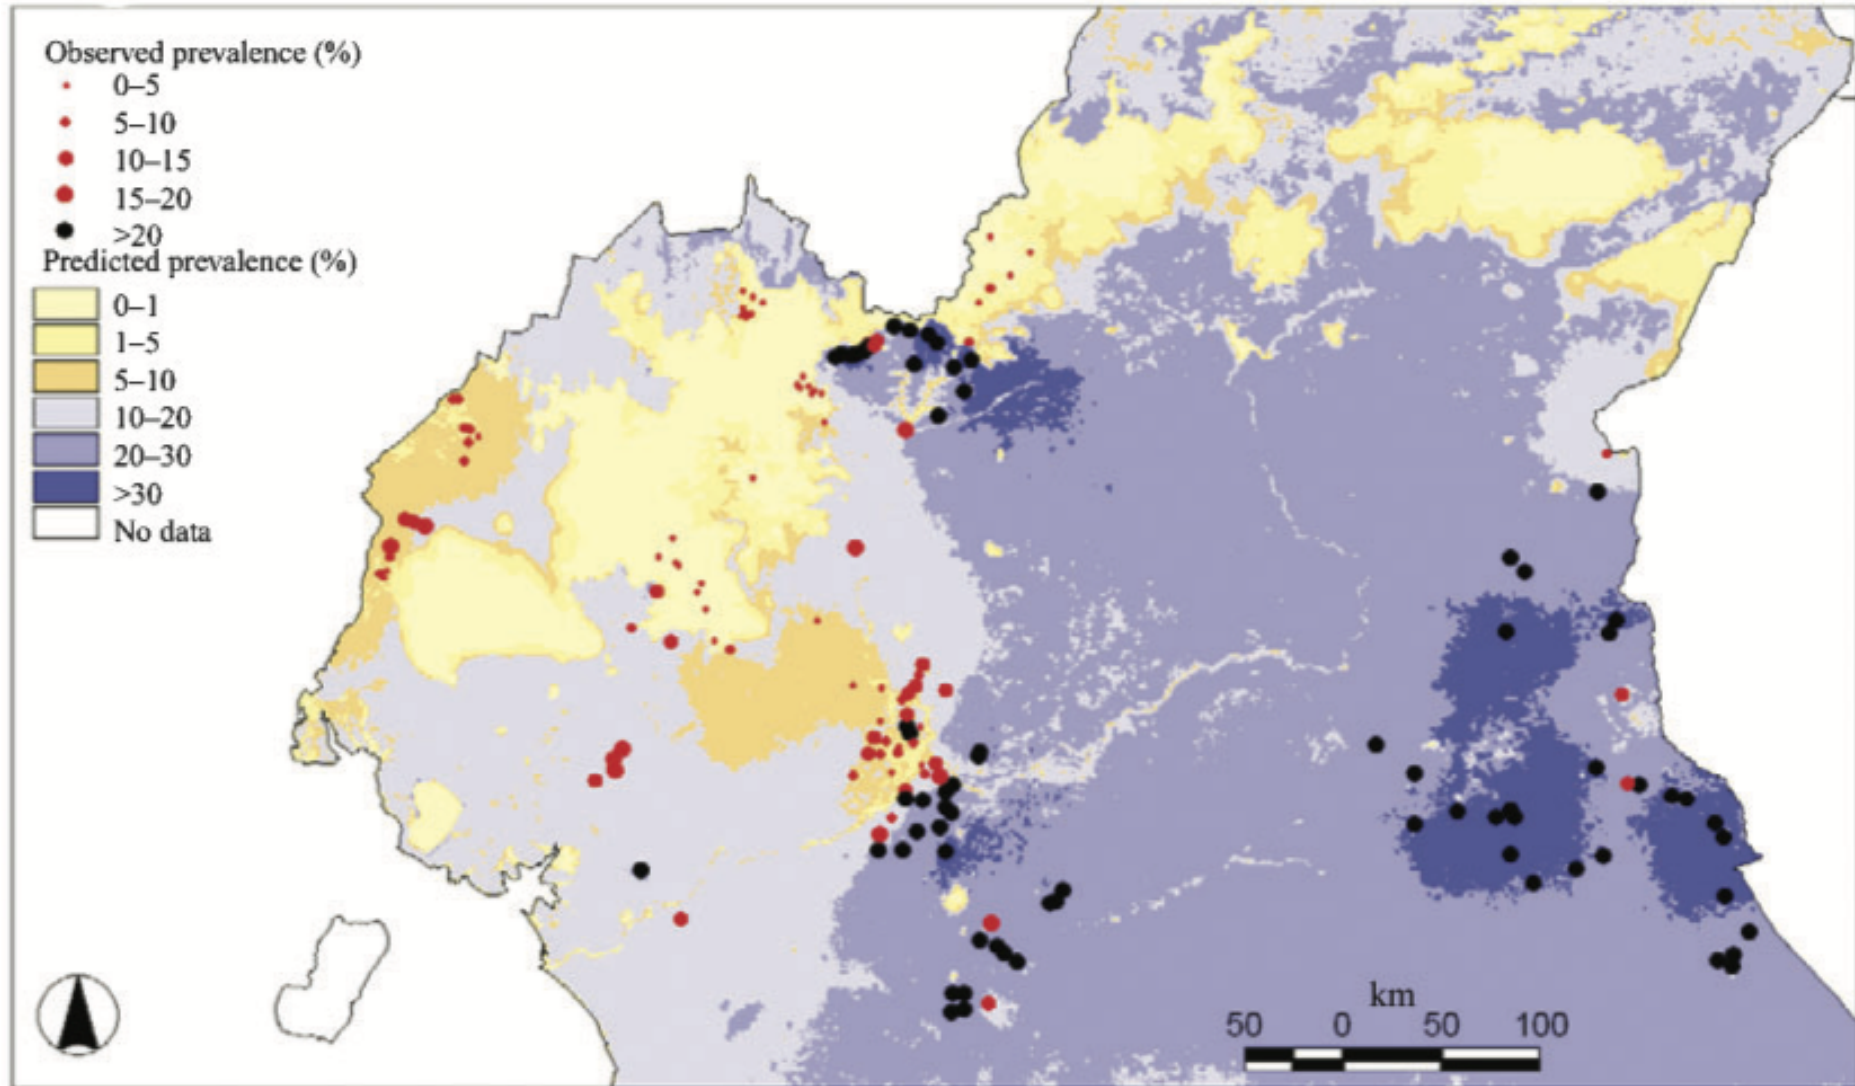 Observed prevalence (%)
0–5
5–10
10–15
15–20
>20
Predicted prevalence (%)
0–1
1–5
5–10
10–20
20–30
>30
No data
km
50 0 50 100